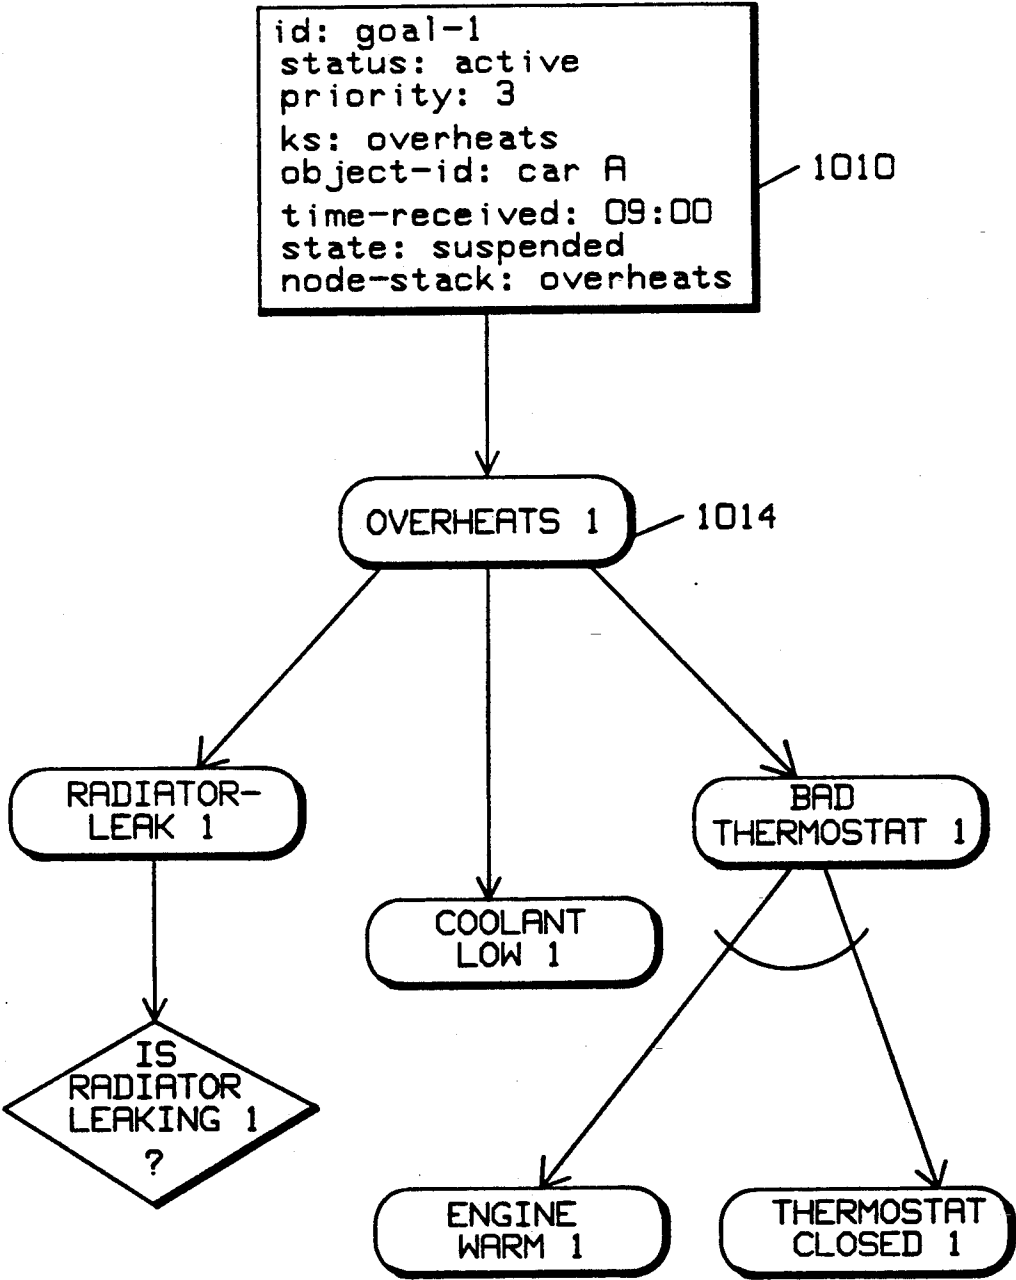 id: goal-1
status: active
priority: 3
ks: overheats
object-id: car A
time-received: 09:00
state: suspended
node-stack: overheats
1010
OVERHEATS 1
1014
RADIATOR-
LEAK 1
BAD
THERMOSTAT 1
COOLANT
LOW 1
IS
RADIATOR
LEAKING 1
?
ENGINE
WARM 1
THERMOSTAT
CLOSED 1